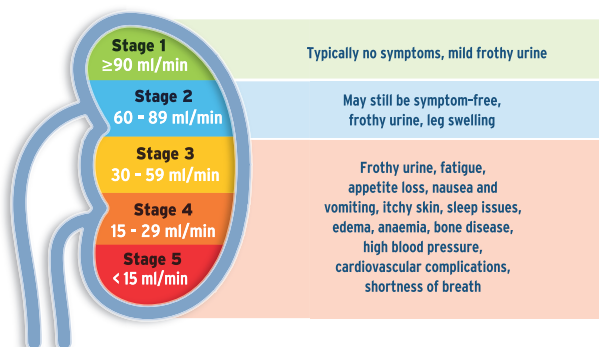 Stage 1
≥90 ml/min
Typically no symptoms, mild frothy urine
Stage 2
60 - 89 ml/min
May still be symptom-free,
frothy urine, leg swelling
Stage 3
30 - 59 ml/min
Stage 4
15 - 29 ml/min
Stage 5
< 15 ml/min
Frothy urine, fatigue,
appetite loss, nausea and
vomiting, itchy skin, sleep issues,
edema, anaemia, bone disease,
high blood pressure,
cardiovascular complications,
shortness of breath